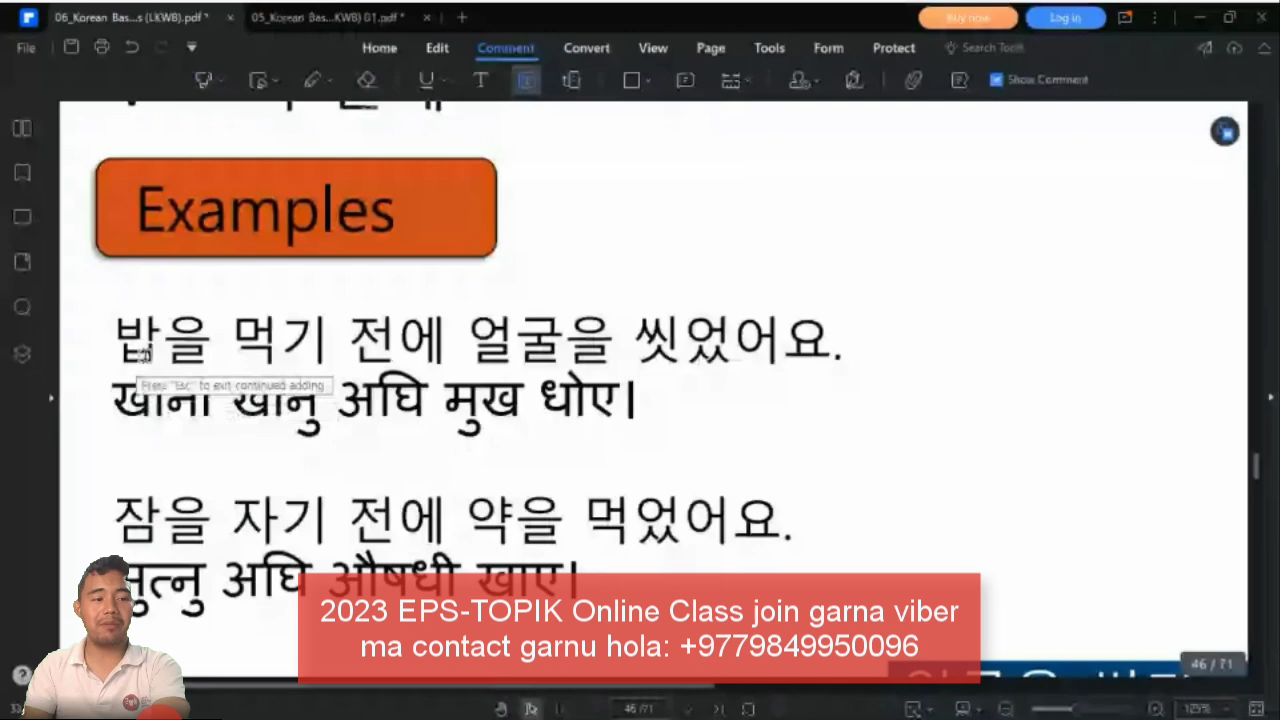 06_Korean Bas...s (LKWB).pdf *
05_Korean Bas...KWB) 01.pdf *
Buy now
Log in
File
Home Edit Comment Convert View Page Tools Form Protect Search Tools
Show Comment
Examples
밥을 먹기 전에 얼굴을 씻었어요.
Press "Esc" to exit continued adding
खाना खानु अघि मुख धोए।
잠을 자기 전에 약을 먹었어요.
सुत्नु अघि औषधी खाए।
2023 EPS-TOPIK Online Class join garna viber
ma contact garnu hola: +9779849950096
46 / 71
46 /71
125%